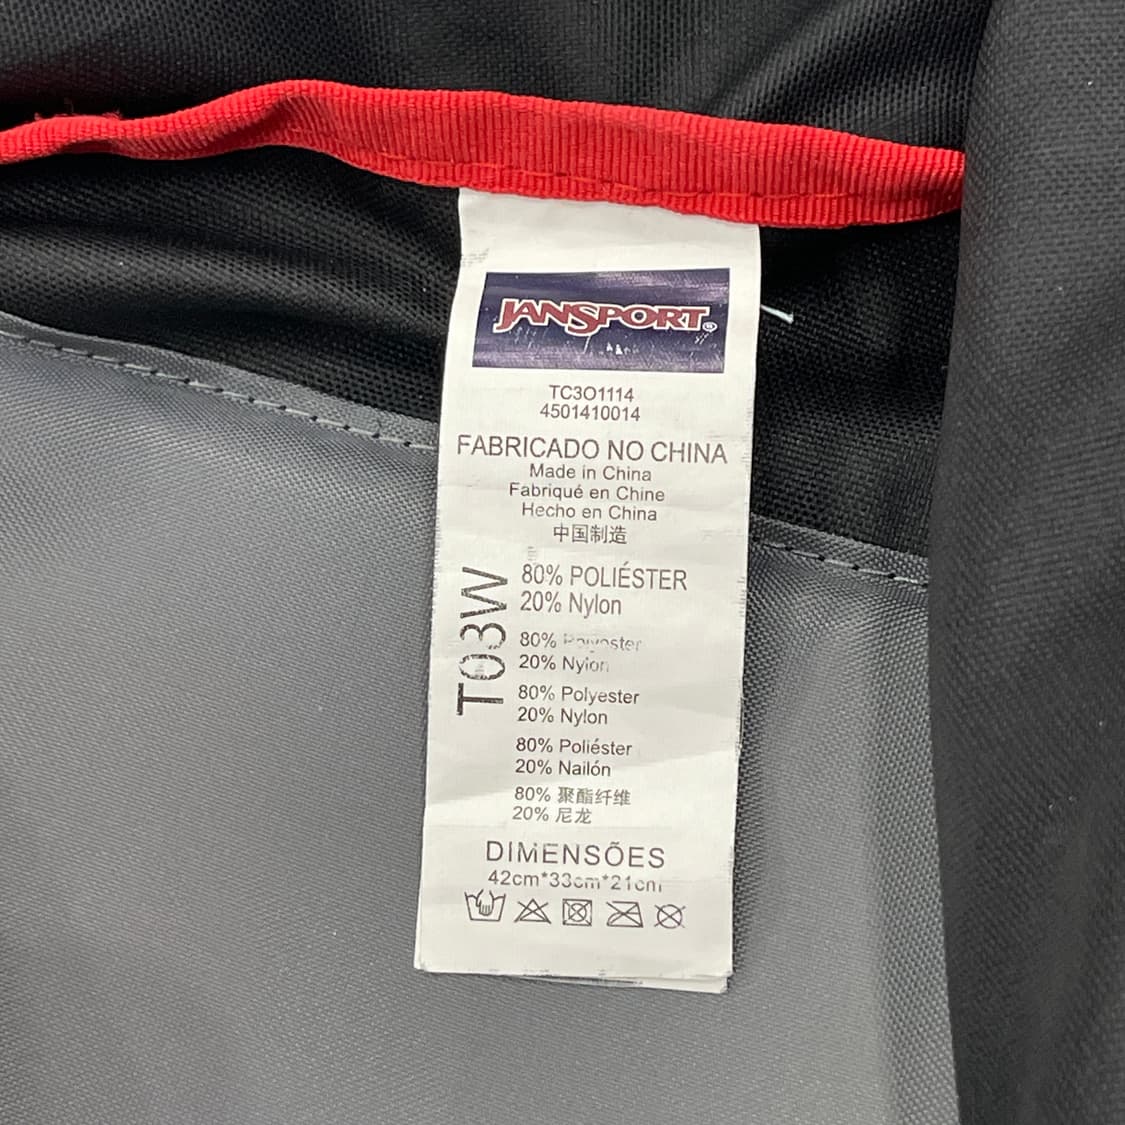 JANSPORT®
TC3O1114
4501410014
FABRICADO NO CHINA
Made in China
Fabriqué en Chine
Hecho en China
中国制造
T03W
80% POLIÉSTER
20% Nylon
80% Polyester
20% Nylon
80% Polyester
20% Nylon
80% Poliéster
20% Nailón
80% 聚酯纤维
20% 尼龙
DIMENSÕES
42cm*33cm*21cm